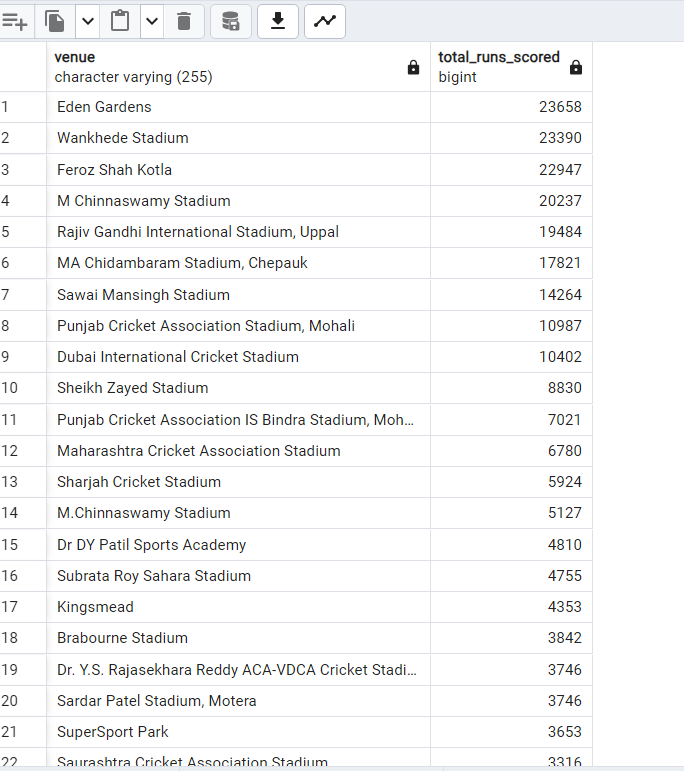 venue total_runs_scored
character varying (255) bigint
1 Eden Gardens 23658
2 Wankhede Stadium 23390
3 Feroz Shah Kotla 22947
4 M Chinnaswamy Stadium 20237
5 Rajiv Gandhi International Stadium, Uppal 19484
6 MA Chidambaram Stadium, Chepauk 17821
7 Sawai Mansingh Stadium 14264
8 Punjab Cricket Association Stadium, Mohali 10987
9 Dubai International Cricket Stadium 10402
10 Sheikh Zayed Stadium 8830
11 Punjab Cricket Association IS Bindra Stadium, Moh... 7021
12 Maharashtra Cricket Association Stadium 6780
13 Sharjah Cricket Stadium 5924
14 M.Chinnaswamy Stadium 5127
15 Dr DY Patil Sports Academy 4810
16 Subrata Roy Sahara Stadium 4755
17 Kingsmead 4353
18 Brabourne Stadium 3842
19 Dr. Y.S. Rajasekhara Reddy ACA-VDCA Cricket Stadi... 3746
20 Sardar Patel Stadium, Motera 3746
21 SuperSport Park 3653
22 Saurashtra Cricket Association Stadium 3316